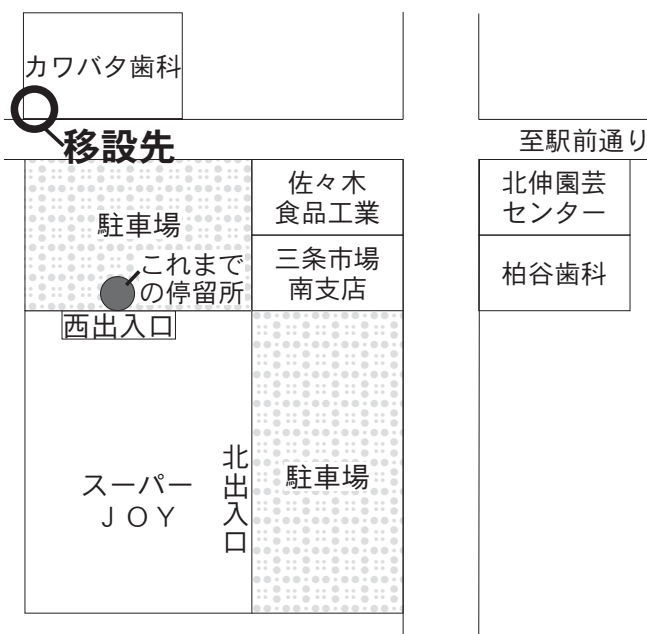 カワバタ歯科
移設先
至駅前通り
駐車場
佐々木
食品工業
北伸園芸
センター
これまで
の停留所
三条市場
南支店
柏谷歯科
西出入口
スーパー
ＪＯＹ
北出入口
駐車場